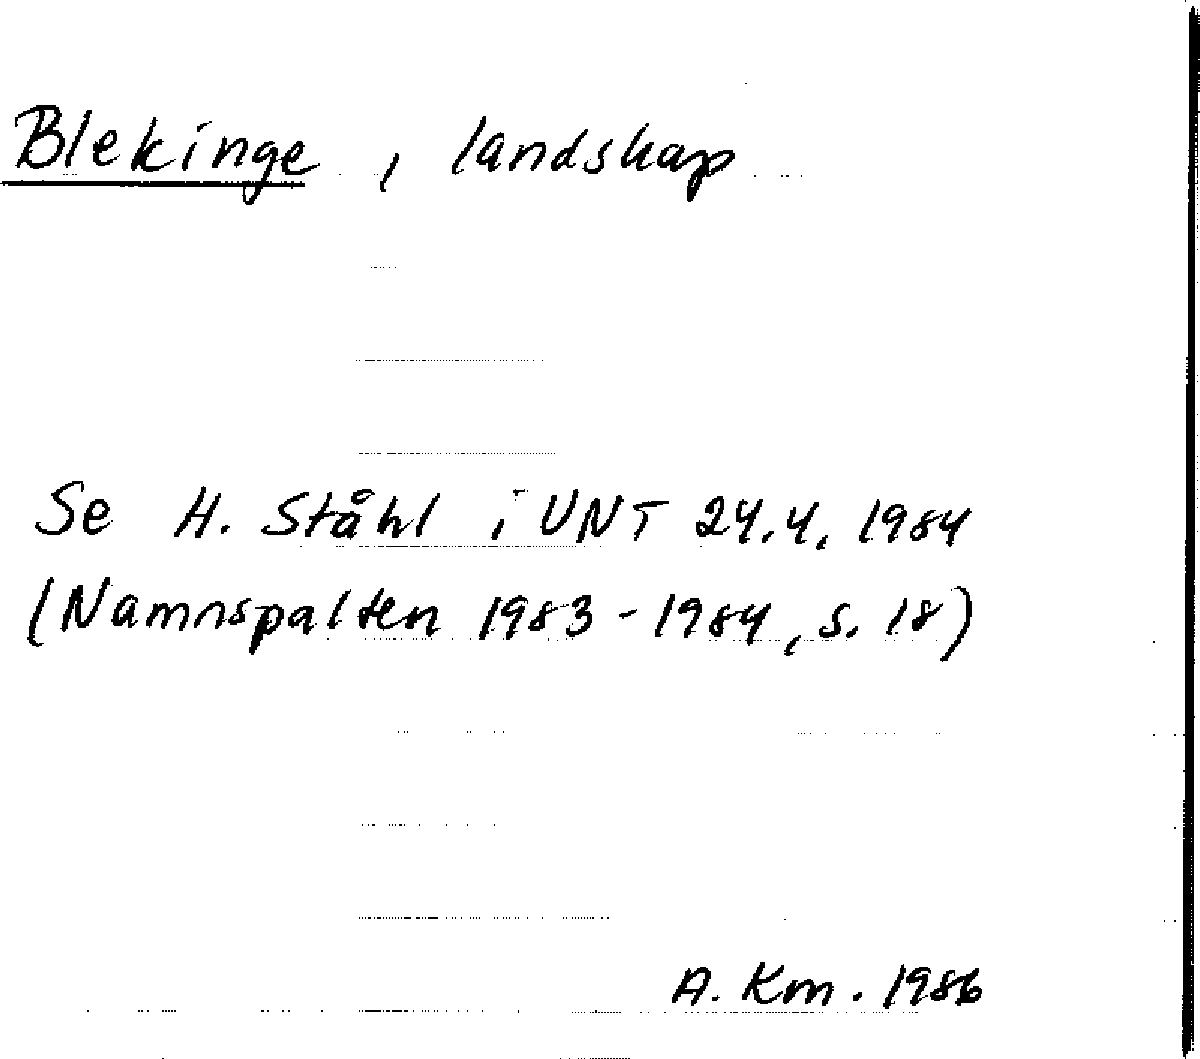 Blekinge, landskap
Se H. Ståhl i UNT 24.4. 1984
(Namnspalten 1983-1984, s. 18)
A. Km. 1986